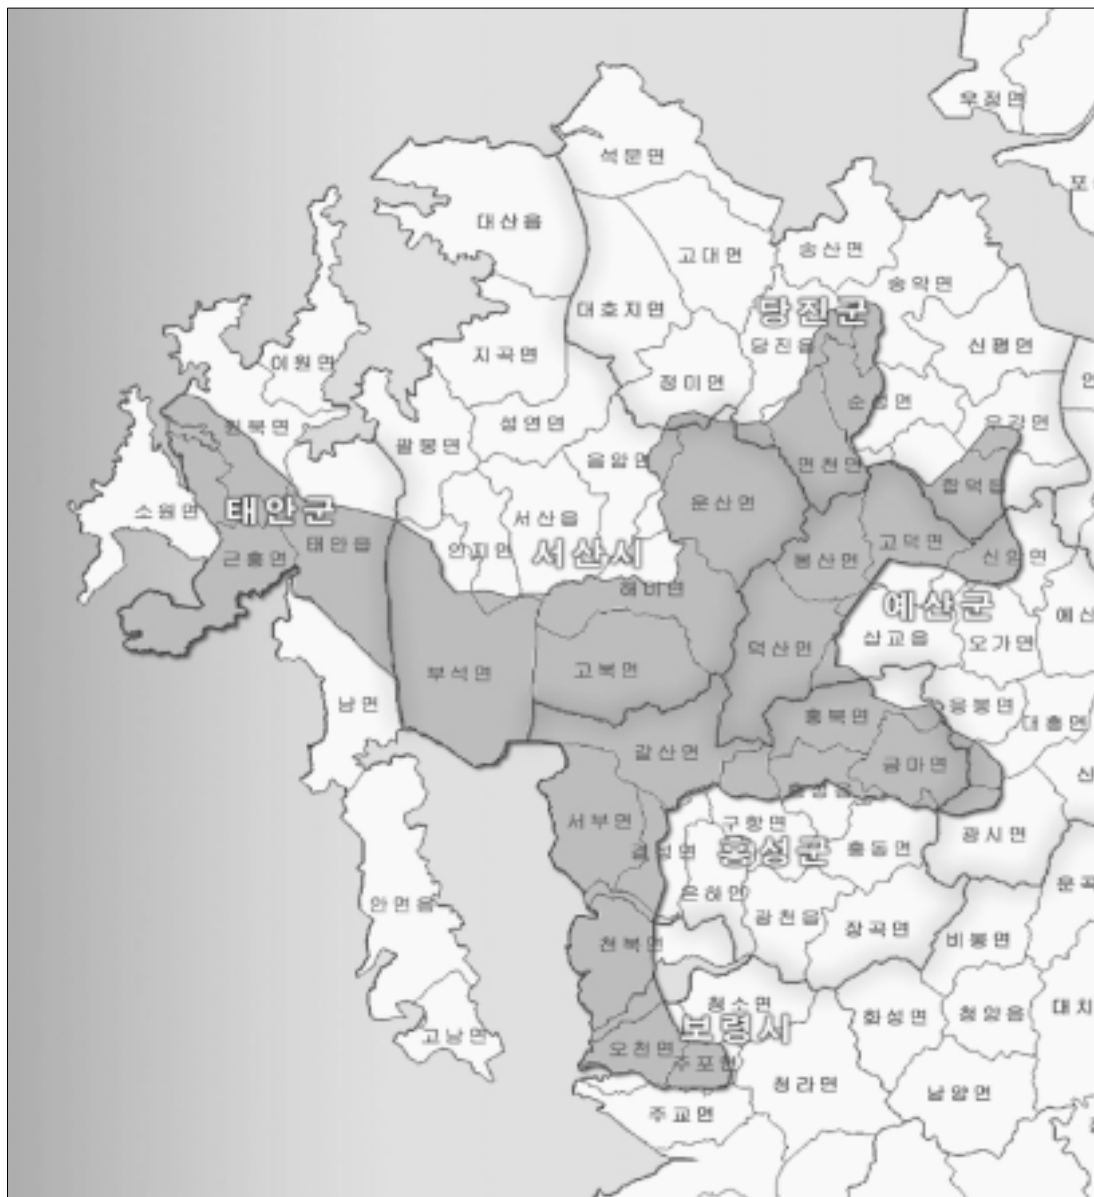 우정면
석문면
포
대산읍
고대면
송산면
송악면
대호지면
당진군
당진읍
신평면
이원면
지곡면
정미면
순성면
원북면
팔봉면
성연면
음암면
우강면
면천면
합덕읍
운산면
소원면
태안군
태안읍
서산읍
인지면
서산시
근흥면
봉산면
고덕면
신암면
해미면
예산군
예산
삽교읍
오가면
덕산면
고북면
부석면
남면
홍북면
응봉면
대흥면
갈산면
금마면
신
홍성읍
서부면
구항면
광시면
결성면
홍성군
홍동면
은하면
운곡
안면읍
광천읍
장곡면
비봉면
천북면
청소면
화성면
청양읍
대치
고남면
보령시
오천면
주포면
청라면
남양면
주교면